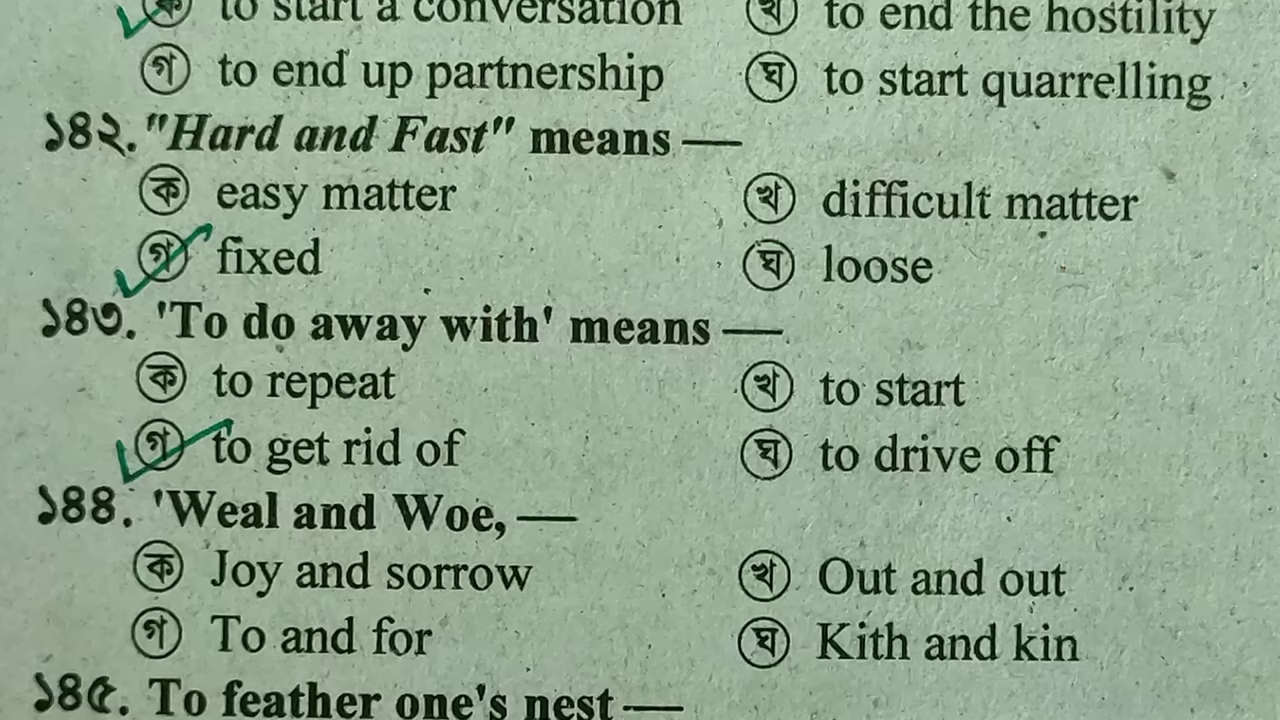 ক to start a conversation খ to end the hostility
গ to end up partnership ঘ to start quarrelling
১৪২. "Hard and Fast" means —
ক easy matter খ difficult matter
গ fixed ঘ loose
১৪৩. 'To do away with' means —
ক to repeat খ to start
গ to get rid of ঘ to drive off
১৪৪. 'Weal and Woe, —
ক Joy and sorrow খ Out and out
গ To and for ঘ Kith and kin
১৪৫. To feather one's nest —